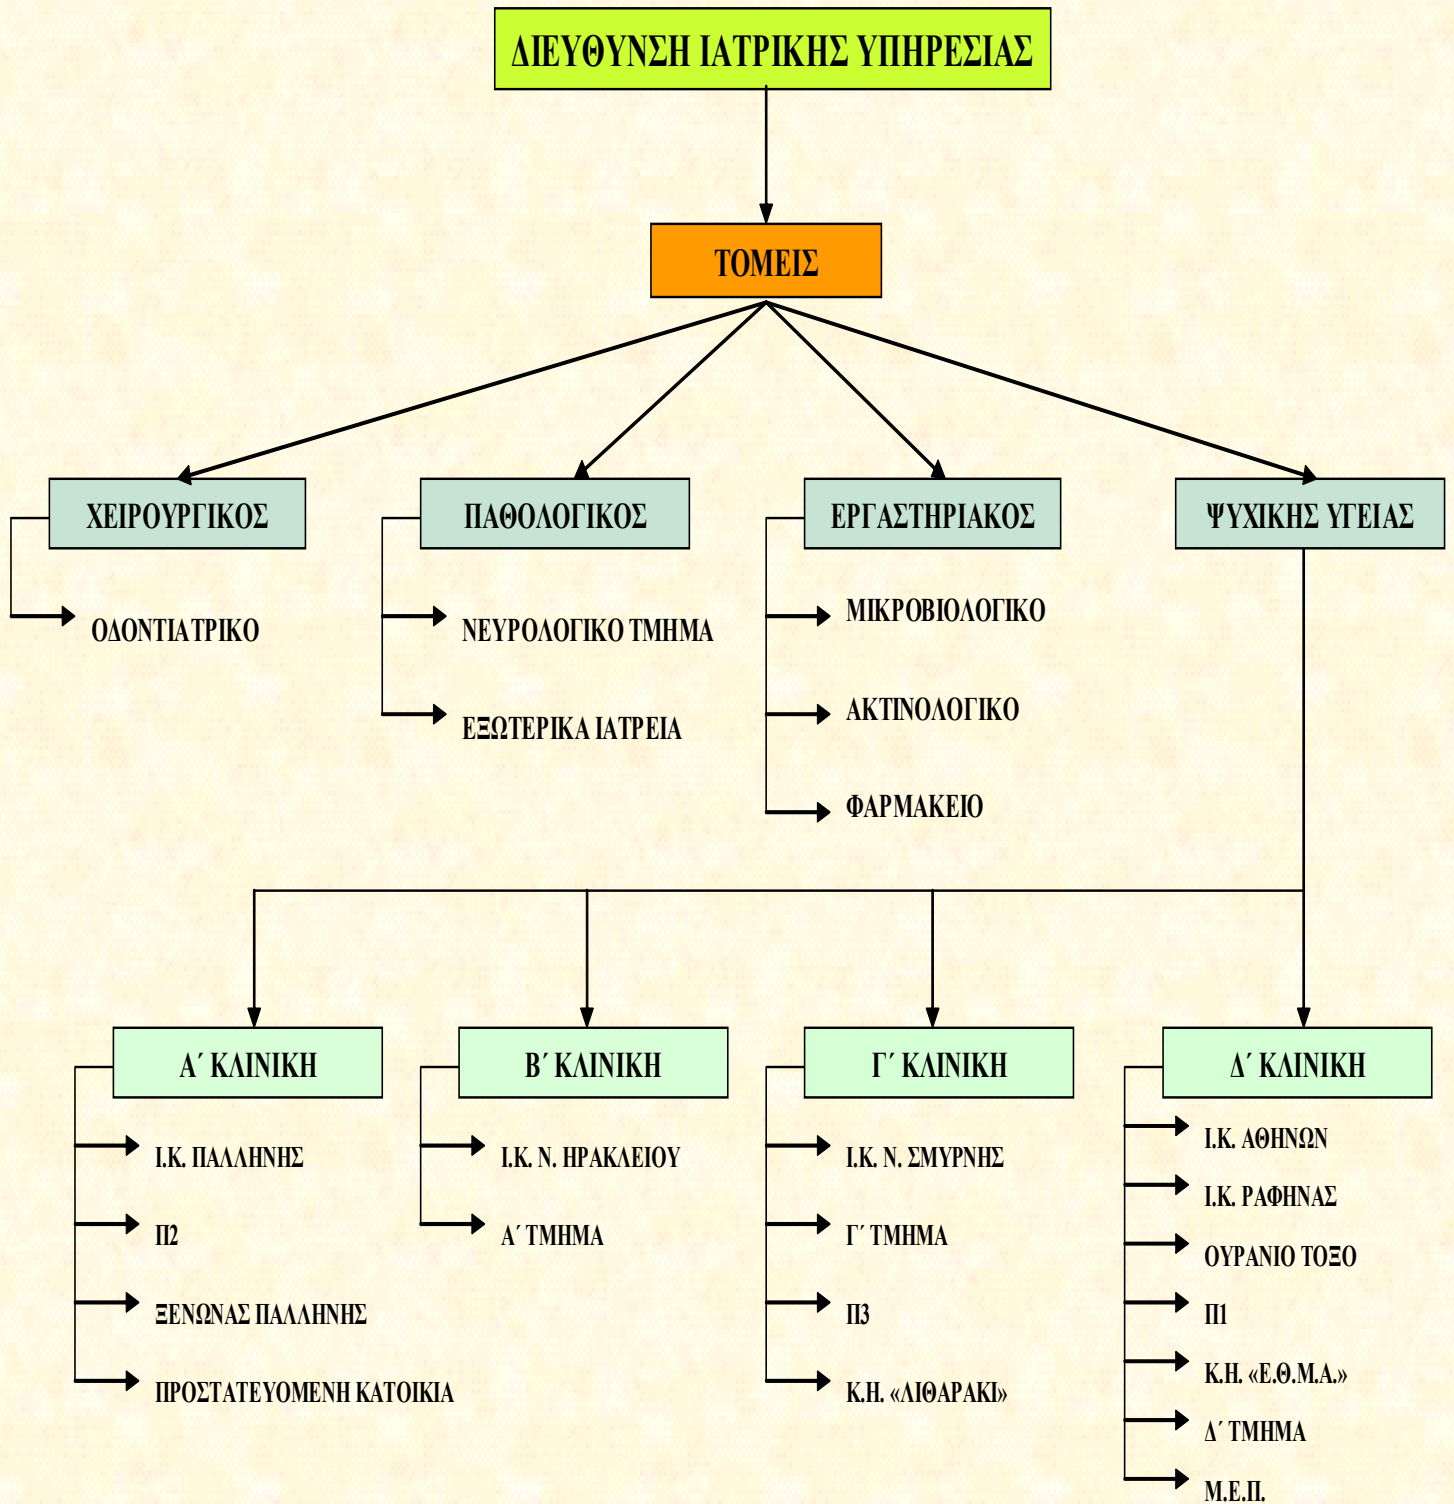 ΔΙΕΥΘΥΝΣΗ ΙΑΤΡΙΚΗΣ ΥΠΗΡΕΣΙΑΣ
ΤΟΜΕΙΣ
ΧΕΙΡΟΥΡΓΙΚΟΣ
ΟΔΟΝΤΙΑΤΡΙΚΟ
ΠΑΘΟΛΟΓΙΚΟΣ
ΝΕΥΡΟΛΟΓΙΚΟ ΤΜΗΜΑ
ΕΞΩΤΕΡΙΚΑ ΙΑΤΡΕΙΑ
ΕΡΓΑΣΤΗΡΙΑΚΟΣ
ΜΙΚΡΟΒΙΟΛΟΓΙΚΟ
ΑΚΤΙΝΟΛΟΓΙΚΟ
ΦΑΡΜΑΚΕΙΟ
ΨΥΧΙΚΗΣ ΥΓΕΙΑΣ
Α΄ ΚΛΙΝΙΚΗ
Ι.Κ. ΠΑΛΛΗΝΗΣ
Π2
ΞΕΝΩΝΑΣ ΠΑΛΛΗΝΗΣ
ΠΡΟΣΤΑΤΕΥΟΜΕΝΗ ΚΑΤΟΙΚΙΑ
Β΄ ΚΛΙΝΙΚΗ
Ι.Κ. Ν. ΗΡΑΚΛΕΙΟΥ
Α΄ ΤΜΗΜΑ
Γ΄ ΚΛΙΝΙΚΗ
Ι.Κ. Ν. ΣΜΥΡΝΗΣ
Γ΄ ΤΜΗΜΑ
Π3
Κ.Η. «ΛΙΘΑΡΑΚΙ»
Δ΄ ΚΛΙΝΙΚΗ
Ι.Κ. ΑΘΗΝΩΝ
Ι.Κ. ΡΑΦΗΝΑΣ
ΟΥΡΑΝΙΟ ΤΟΞΟ
Π1
Κ.Η. «Ε.Θ.Μ.Α.»
Δ΄ ΤΜΗΜΑ
Μ.Ε.Π.